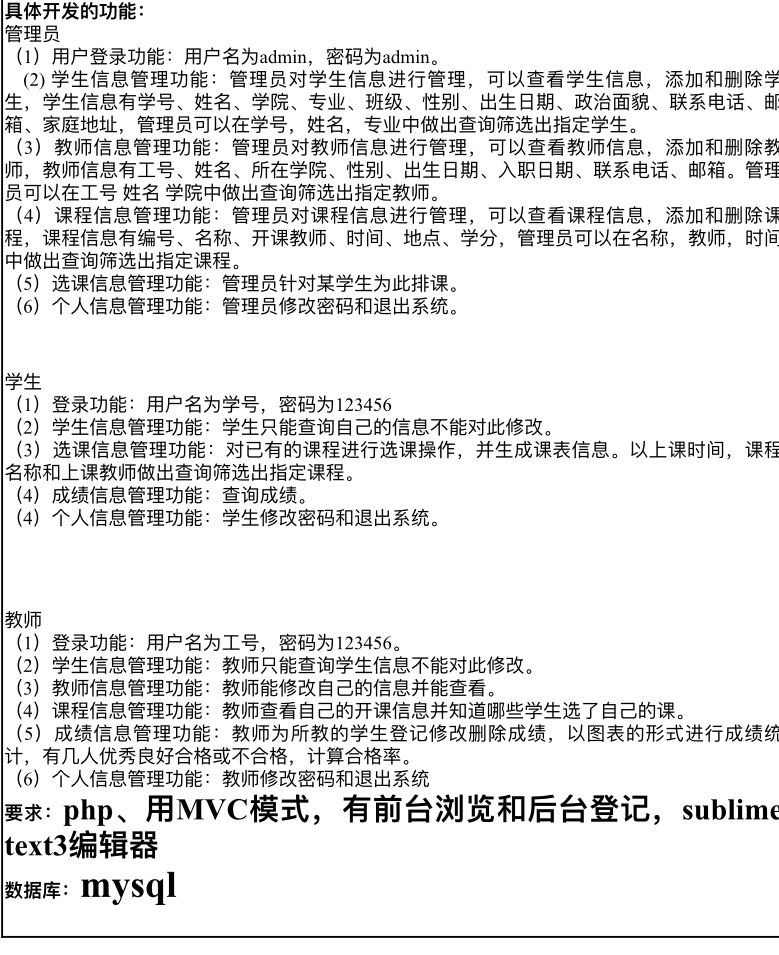 具体开发的功能：
管理员
（1）用户登录功能：用户名为admin，密码为admin。
(2) 学生信息管理功能：管理员对学生信息进行管理，可以查看学生信息，添加和删除学
生，学生信息有学号、姓名、学院、专业、班级、性别、出生日期、政治面貌、联系电话、邮
箱、家庭地址，管理员可以在学号，姓名，专业中做出查询筛选出指定学生。
（3）教师信息管理功能：管理员对教师信息进行管理，可以查看教师信息，添加和删除教
师，教师信息有工号、姓名、所在学院、性别、出生日期、入职日期、联系电话、邮箱。管理
员可以在工号 姓名 学院中做出查询筛选出指定教师。
（4）课程信息管理功能：管理员对课程信息进行管理，可以查看课程信息，添加和删除课
程，课程信息有编号、名称、开课教师、时间、地点、学分，管理员可以在名称，教师，时间
中做出查询筛选出指定课程。
（5）选课信息管理功能：管理员针对某学生为此排课。
（6）个人信息管理功能：管理员修改密码和退出系统。
学生
（1）登录功能：用户名为学号，密码为123456
（2）学生信息管理功能：学生只能查询自己的信息不能对此修改。
（3）选课信息管理功能：对已有的课程进行选课操作，并生成课表信息。以上课时间，课程
名称和上课教师做出查询筛选出指定课程。
（4）成绩信息管理功能：查询成绩。
（4）个人信息管理功能：学生修改密码和退出系统。
教师
（1）登录功能：用户名为工号，密码为123456。
（2）学生信息管理功能：教师只能查询学生信息不能对此修改。
（3）教师信息管理功能：教师能修改自己的信息并能查看。
（4）课程信息管理功能：教师查看自己的开课信息并知道哪些学生选了自己的课。
（5）成绩信息管理功能：教师为所教的学生登记修改删除成绩，以图表的形式进行成绩统
计，有几人优秀良好合格或不合格，计算合格率。
（6）个人信息管理功能：教师修改密码和退出系统
要求：php、用MVC模式，有前台浏览和后台登记，sublime
text3编辑器
数据库：mysql